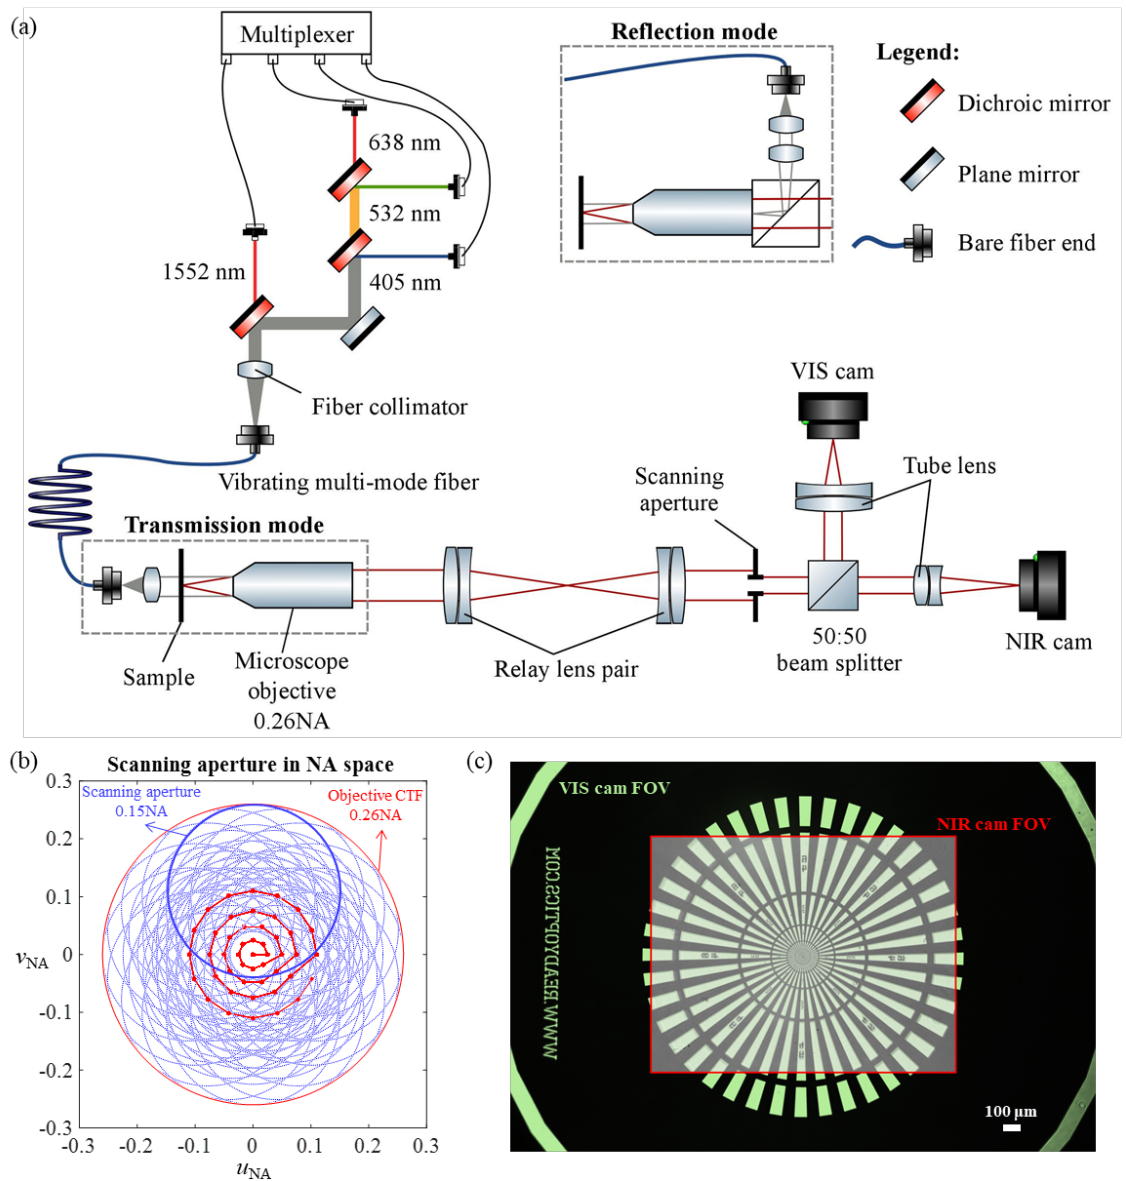 (a)
Multiplexer
638 nm
532 nm
1552 nm
405 nm
Fiber collimator
Vibrating multi-mode fiber
Reflection mode
Legend:
Dichroic mirror
Plane mirror
Bare fiber end
Transmission mode
Sample
Microscope
objective
0.26NA
Relay lens pair
Scanning
aperture
VIS cam
Tube lens
50:50
beam splitter
NIR cam
(b)
Scanning aperture in NA space
0.3
0.2
0.1
0
-0.1
-0.2
-0.3
vNA
Scanning aperture
0.15NA
Objective CTF
0.26NA
-0.3 -0.2 -0.1 0 0.1 0.2 0.3
uNA
(c)
VIS cam FOV
NIR cam FOV
WWW.READYOPTICS.COM
100 μm